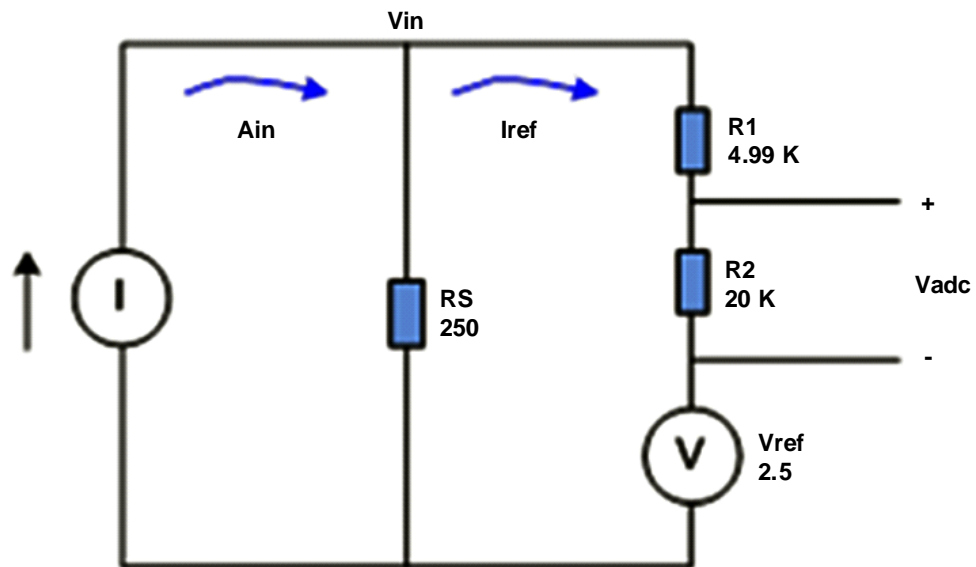 Vin
Ain
Iref
R1
4.99 K
+
R2
20 K
Vadc
I
RS
250
-
V
Vref
2.5